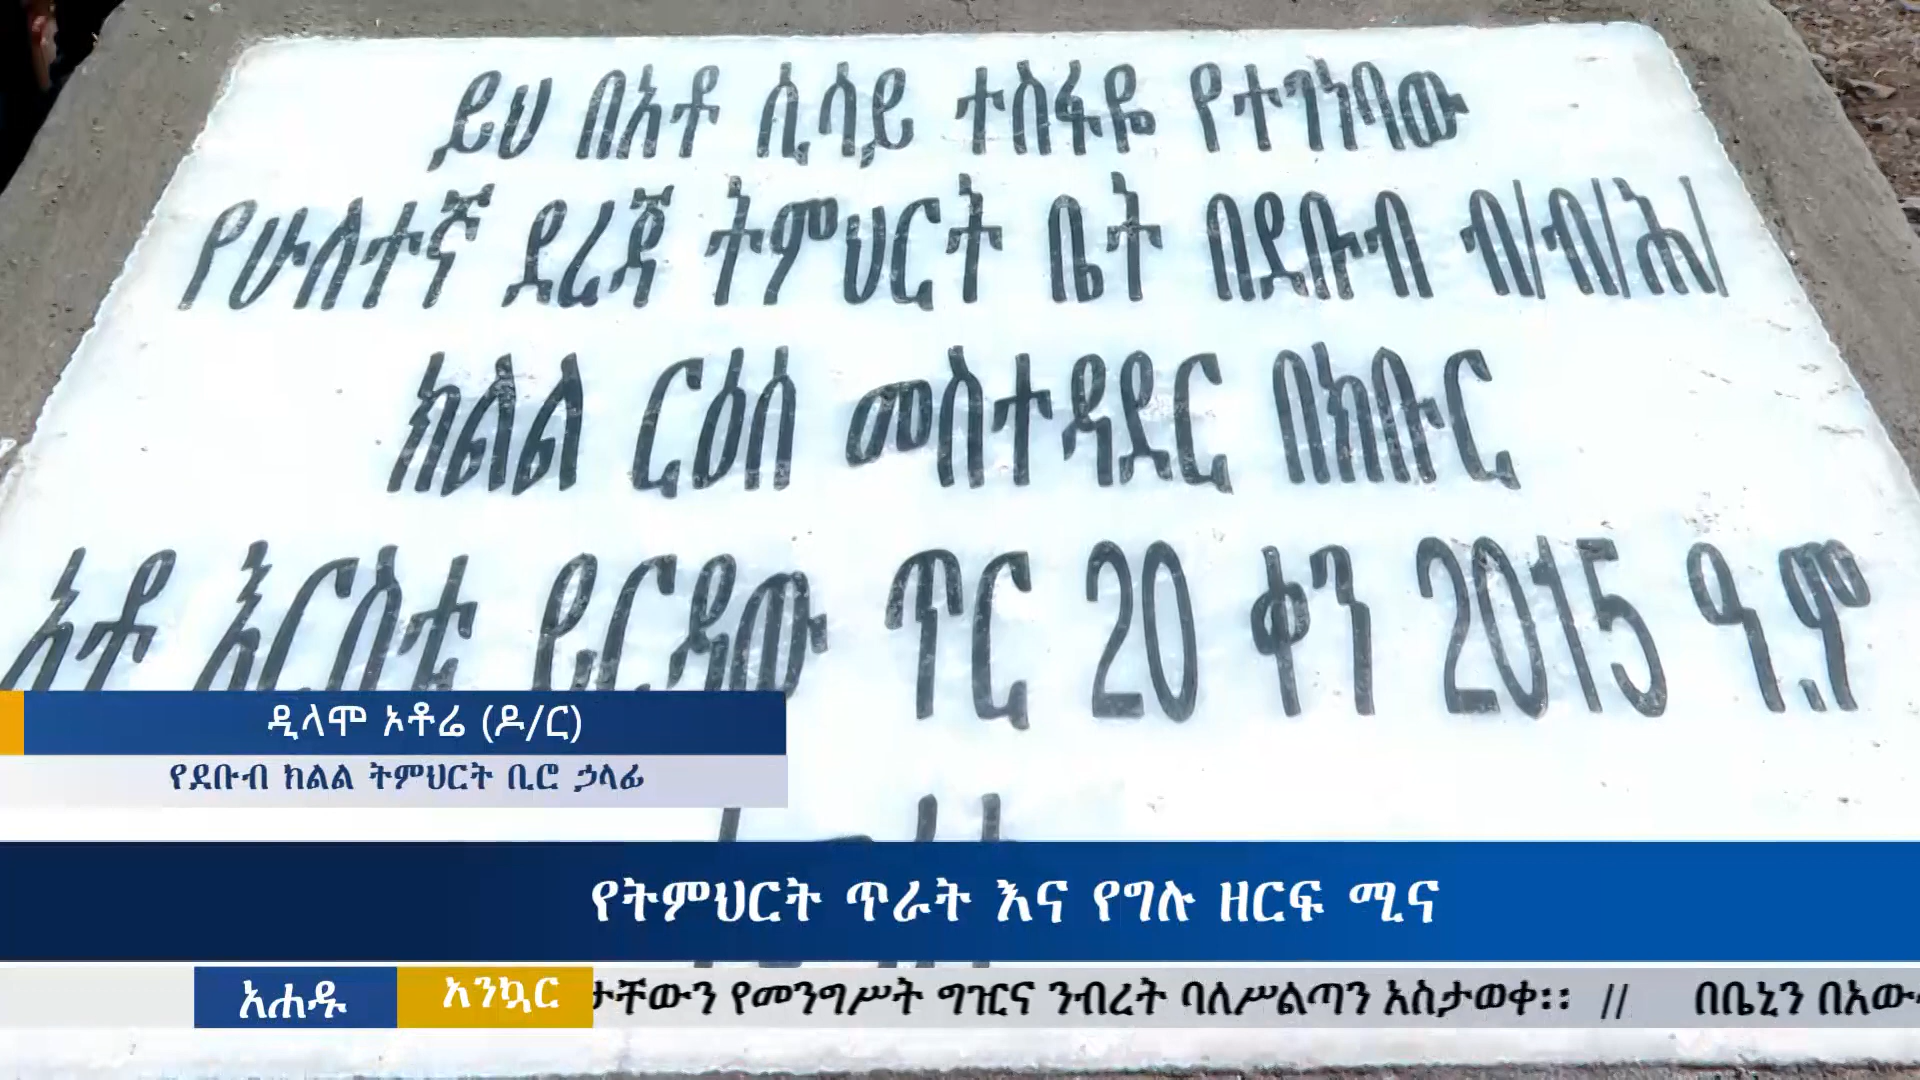 ይህ በአቶ ሲሳይ ተስፋዬ የተገነባው
የሁለተኛ ደረጃ ትምህርት ቤት በደቡብ ብ/ብ/ሕ/
ክልል ርዕሰ መስተዳደር በክቡር
አቶ እርስቱ ይርዳው ጥር 20 ቀን 2015 ዓ.ም
ዲላሞ ኦቶሬ (ዶ/ር)
የደቡብ ክልል ትምህርት ቢሮ ኃላፊ
የትምህርት ጥራት እና የግሉ ዘርፍ ሚና
አሐዱ አንኳር ታቸውን የመንግሥት ግዢና ንብረት ባለሥልጣን አስታወቀ። // በቤኒን በአው